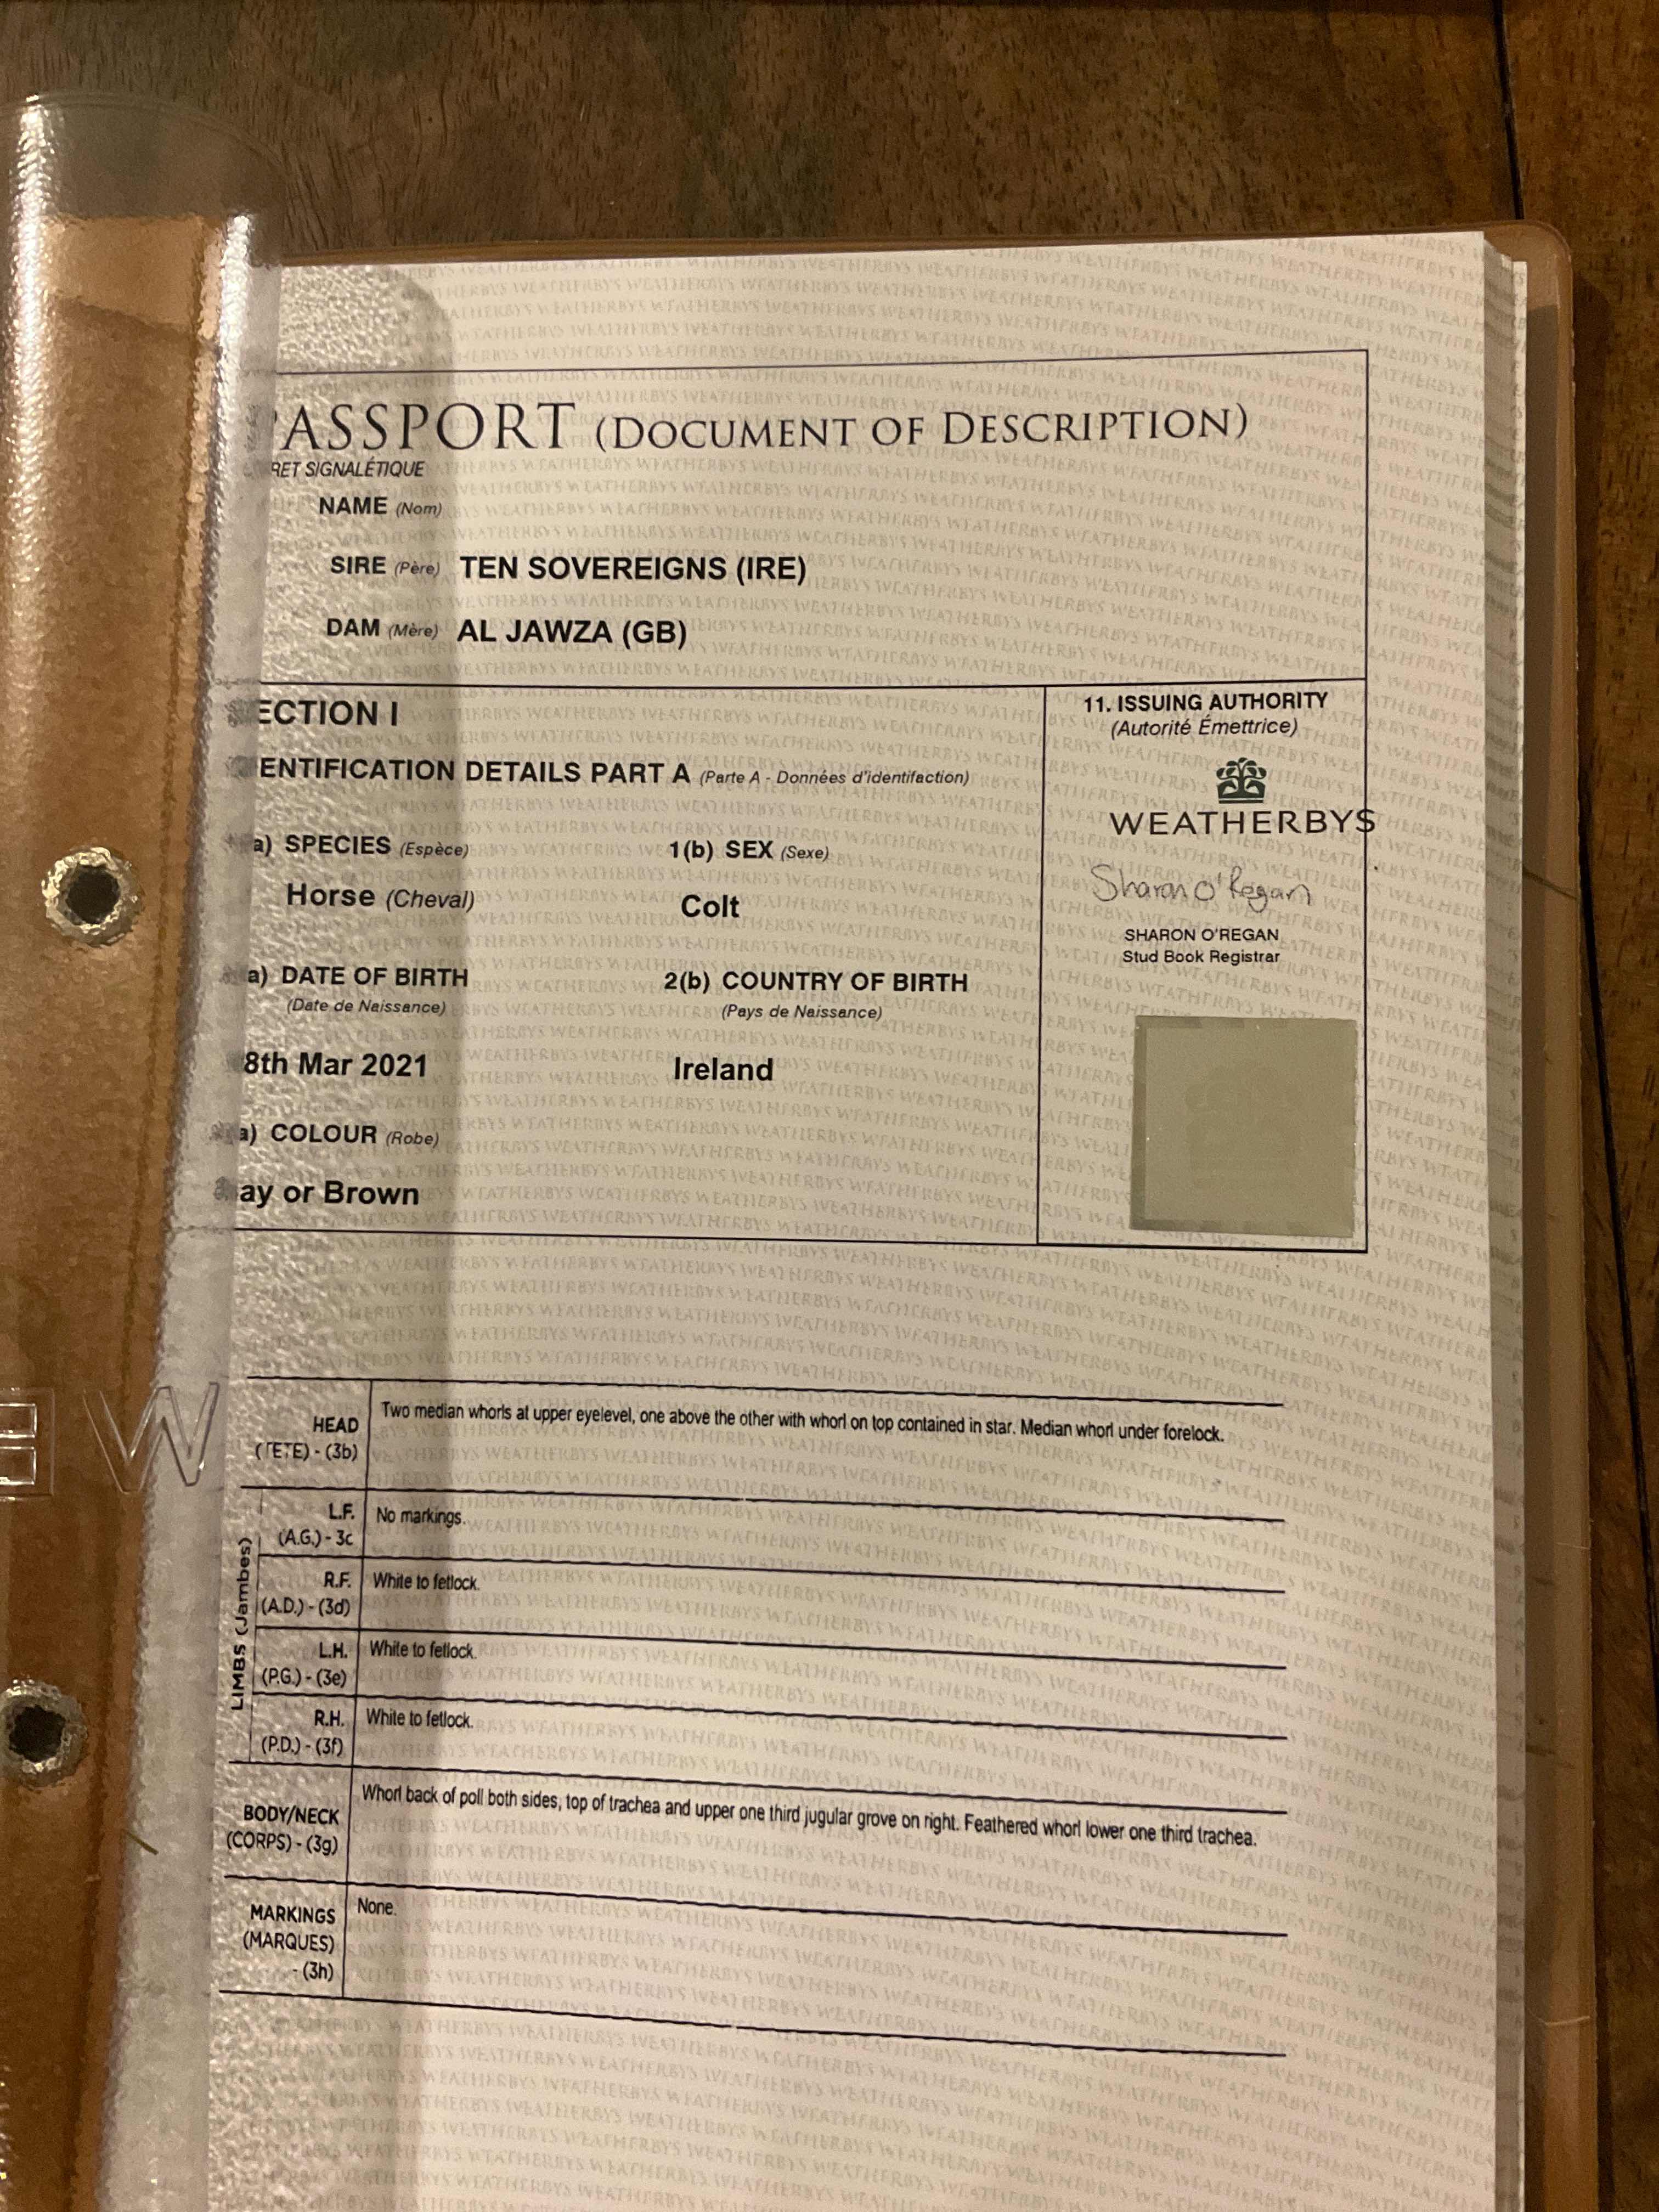 PASSPORT (DOCUMENT OF DESCRIPTION)
RET SIGNALÉTIQUE
NAME (Nom)
SIRE (Père) TEN SOVEREIGNS (IRE)
DAM (Mère) AL JAWZA (GB)
ECTION I
ENTIFICATION DETAILS PART A (Parte A - Données d'identifaction)
a) SPECIES (Espèce) 1(b) SEX (Sexe)
Horse (Cheval) Colt
a) DATE OF BIRTH 2(b) COUNTRY OF BIRTH
(Date de Naissance) (Pays de Naissance)
8th Mar 2021 Ireland
a) COLOUR (Robe)
ay or Brown
11. ISSUING AUTHORITY
(Autorité Émettrice)
WEATHERBYS
Sharon O'Regan
SHARON O'REGAN
Stud Book Registrar
HEAD
(TETE) - (3b)
Two median whorls at upper eyelevel, one above the other with whorl on top contained in star. Median whorl under forelock.
LIMBS (Jambes)
L.F.
(A.G.) - 3c
No markings.
R.F.
(A.D.) - (3d)
White to fetlock.
L.H.
(P.G.) - (3e)
White to fetlock.
R.H.
(P.D.) - (3f)
White to fetlock.
BODY/NECK
(CORPS) - (3g)
Whorl back of poll both sides, top of trachea and upper one third jugular grove on right. Feathered whorl lower one third trachea.
MARKINGS
(MARQUES)
- (3h)
None.